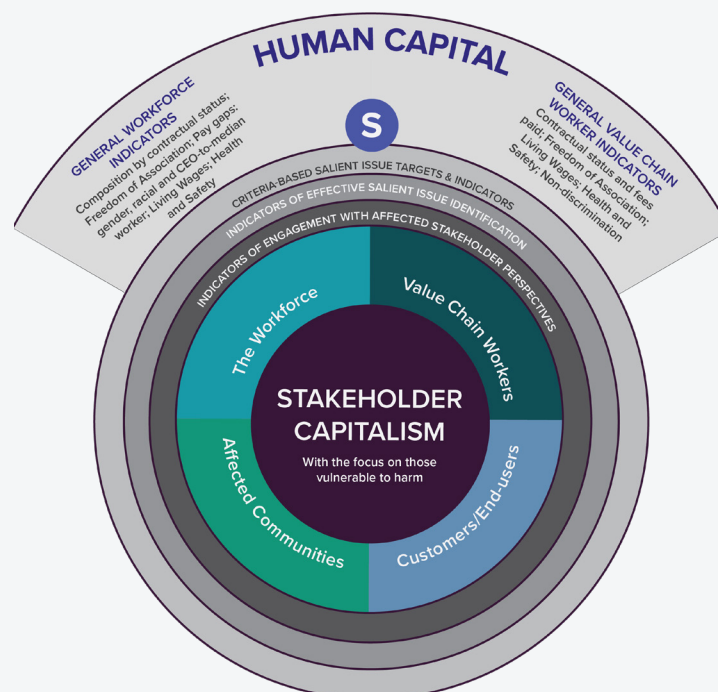 HUMAN CAPITAL
GENERAL WORKFORCE
INDICATORS
Composition by contractual status;
Freedom of Association; Pay gaps:
gender, racial and CEO-to-median
worker; Living Wages; Health
and Safety
GENERAL VALUE CHAIN
WORKER INDICATORS
Contractual status and fees
paid; Freedom of Association;
Living Wages; Health and
Safety; Non-discrimination
S
CRITERIA-BASED SALIENT ISSUE TARGETS & INDICATORS
INDICATORS OF EFFECTIVE SALIENT ISSUE IDENTIFICATION
INDICATORS OF ENGAGEMENT WITH AFFECTED STAKEHOLDER PERSPECTIVES
The Workforce
Value Chain Workers
STAKEHOLDER
CAPITALISM
With the focus on those
vulnerable to harm
Affected Communities
Customers/End-users